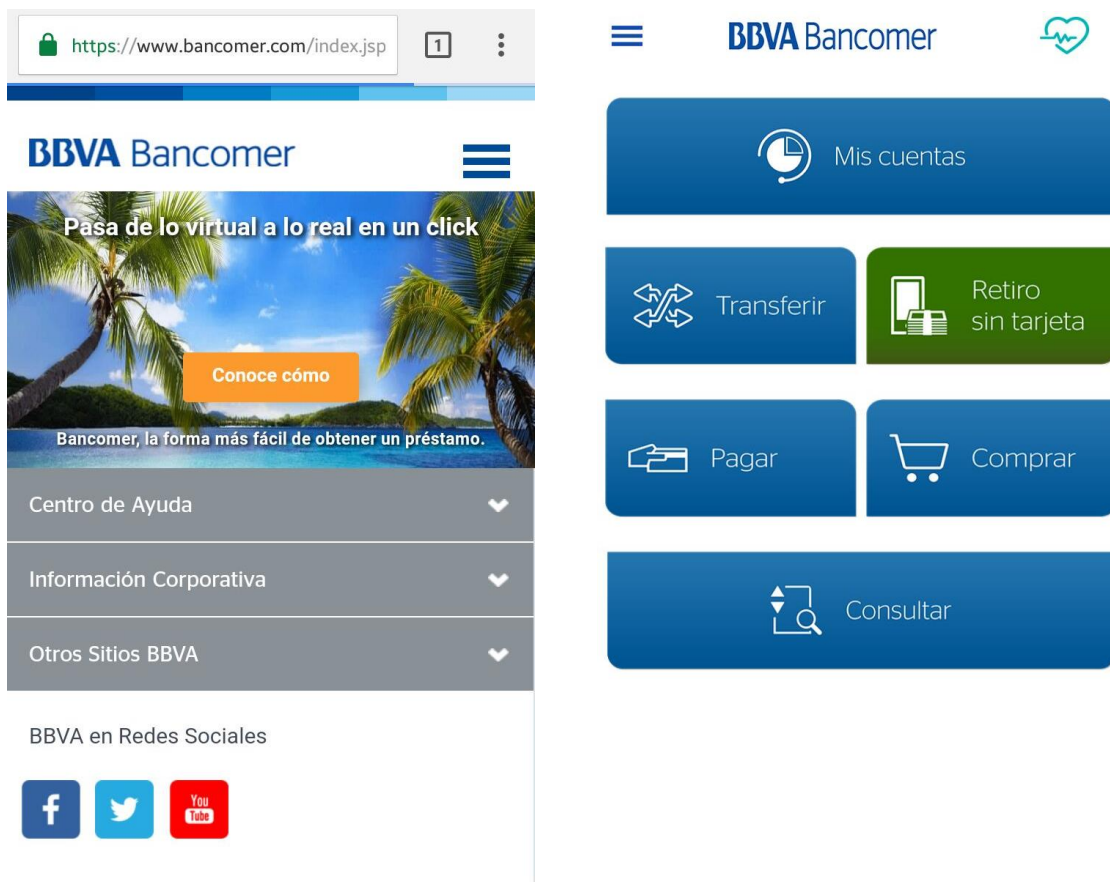 https://www.bancomer.com/index.jsp
1
BBVA Bancomer
Pasa de lo virtual a lo real en un click
Conoce cómo
Bancomer, la forma más fácil de obtener un préstamo.
Centro de Ayuda
Información Corporativa
Otros Sitios BBVA
BBVA en Redes Sociales
f
You
Tube
BBVA Bancomer
Mis cuentas
Transferir
Retiro
sin tarjeta
Pagar
Comprar
Consultar